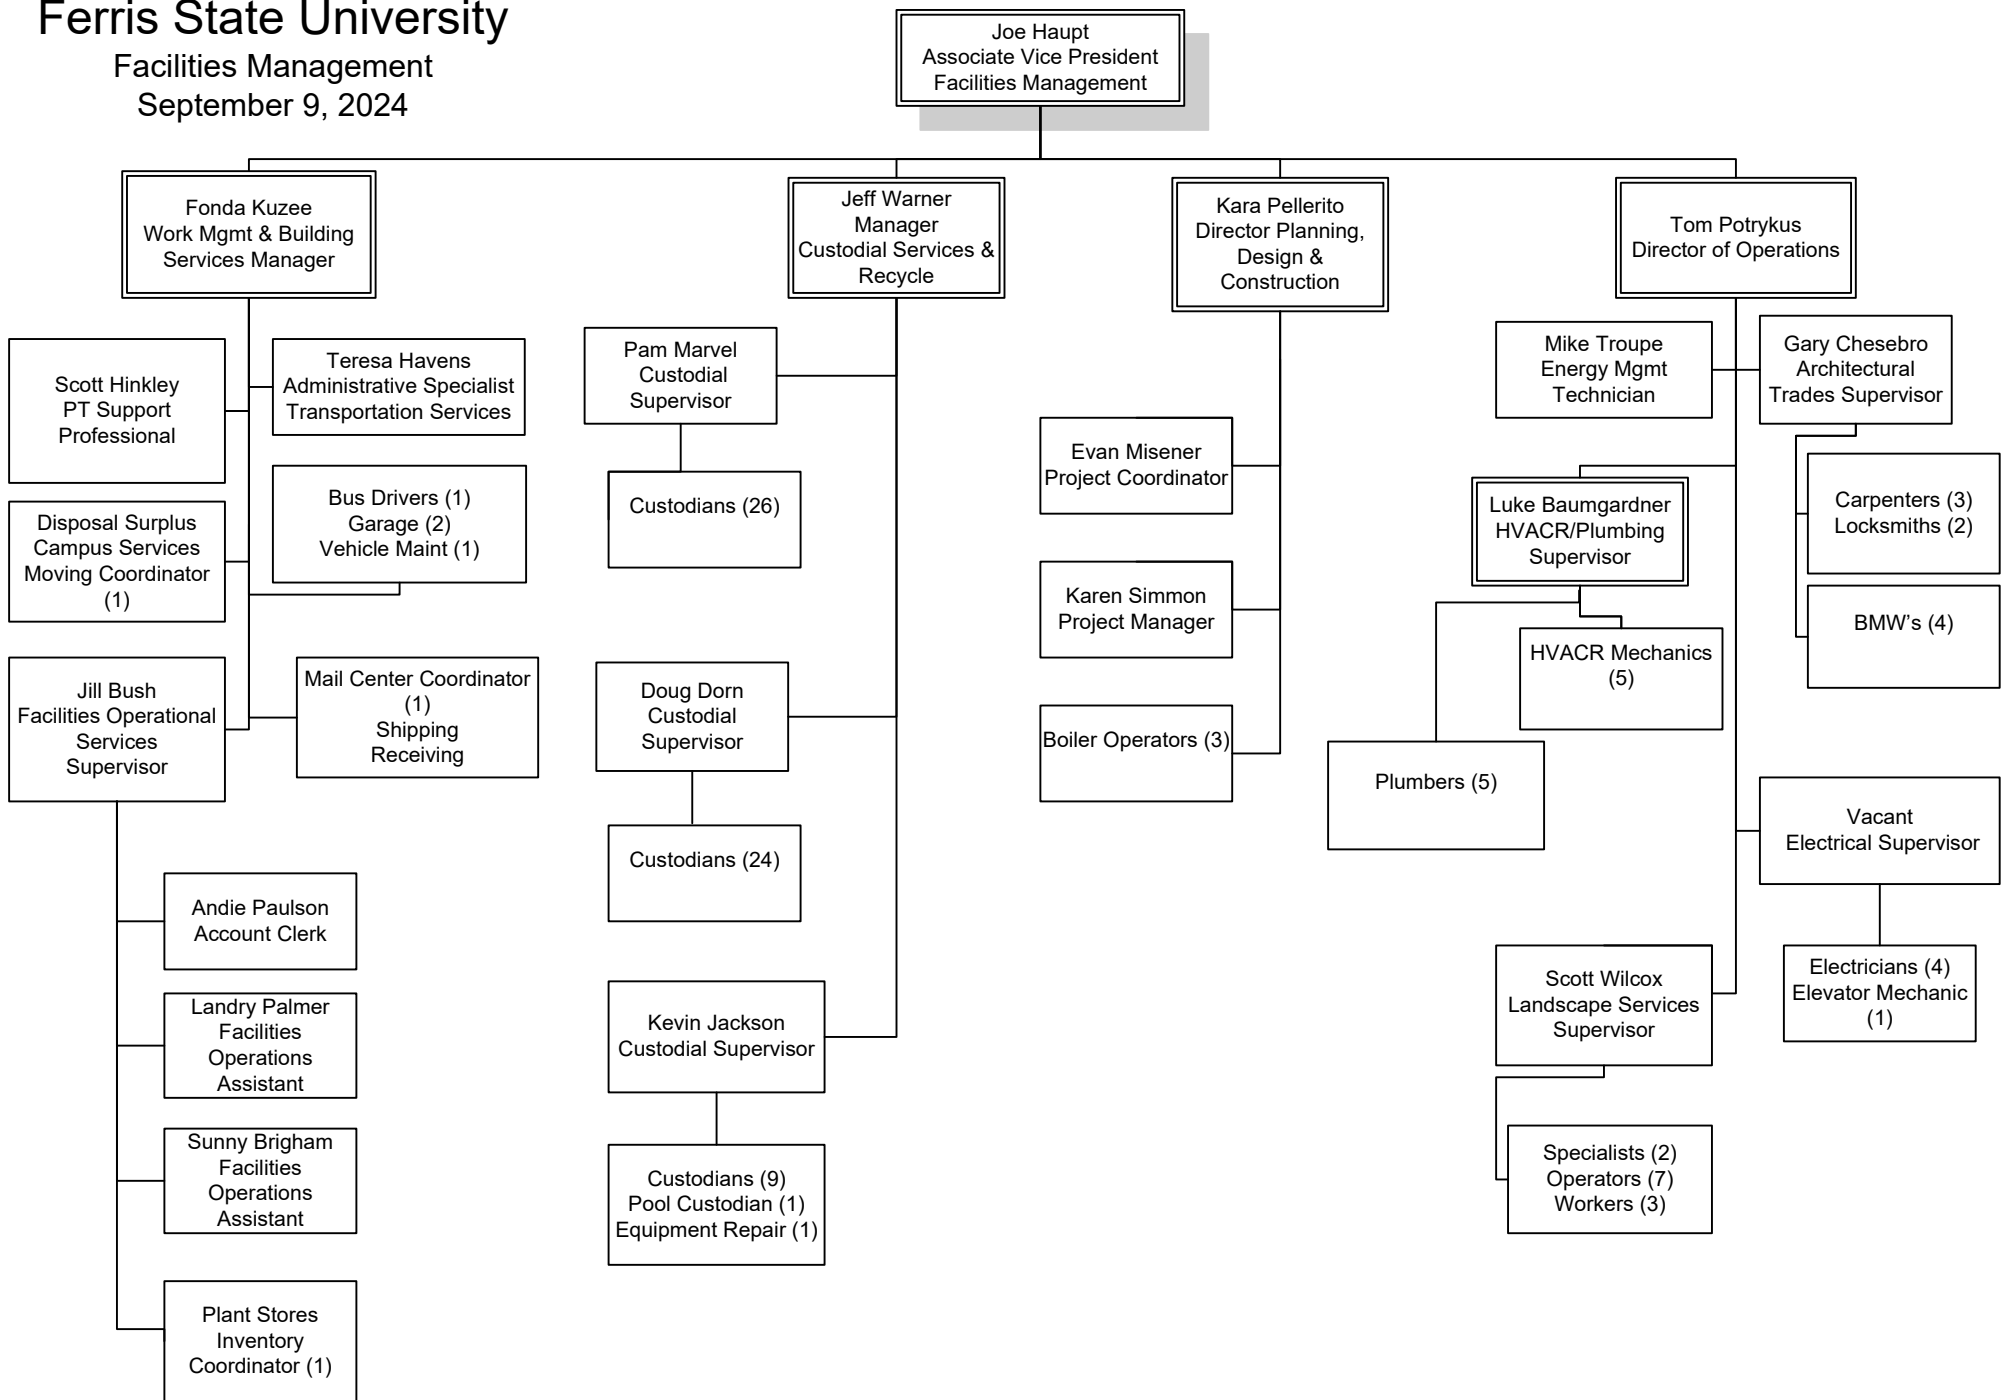 Ferris State University
Facilities Management
September 9, 2024
Joe Haupt
Associate Vice President
Facilities Management
Fonda Kuzee
Work Mgmt & Building
Services Manager
Jeff Warner
Manager
Custodial Services &
Recycle
Kara Pellerito
Director Planning,
Design &
Construction
Tom Potrykus
Director of Operations
Scott Hinkley
PT Support
Professional
Teresa Havens
Administrative Specialist
Transportation Services
Disposal Surplus
Campus Services
Moving Coordinator
(1)
Bus Drivers (1)
Garage (2)
Vehicle Maint (1)
Jill Bush
Facilities Operational
Services
Supervisor
Mail Center Coordinator
(1)
Shipping
Receiving
Andie Paulson
Account Clerk
Landry Palmer
Facilities
Operations
Assistant
Sunny Brigham
Facilities
Operations
Assistant
Plant Stores
Inventory
Coordinator (1)
Pam Marvel
Custodial
Supervisor
Custodians (26)
Doug Dorn
Custodial
Supervisor
Custodians (24)
Kevin Jackson
Custodial Supervisor
Custodians (9)
Pool Custodian (1)
Equipment Repair (1)
Evan Misener
Project Coordinator
Karen Simmon
Project Manager
Boiler Operators (3)
Mike Troupe
Energy Mgmt
Technician
Gary Chesebro
Architectural
Trades Supervisor
Carpenters (3)
Locksmiths (2)
BMW's (4)
Luke Baumgardner
HVACR/Plumbing
Supervisor
HVACR Mechanics
(5)
Plumbers (5)
Vacant
Electrical Supervisor
Electricians (4)
Elevator Mechanic
(1)
Scott Wilcox
Landscape Services
Supervisor
Specialists (2)
Operators (7)
Workers (3)